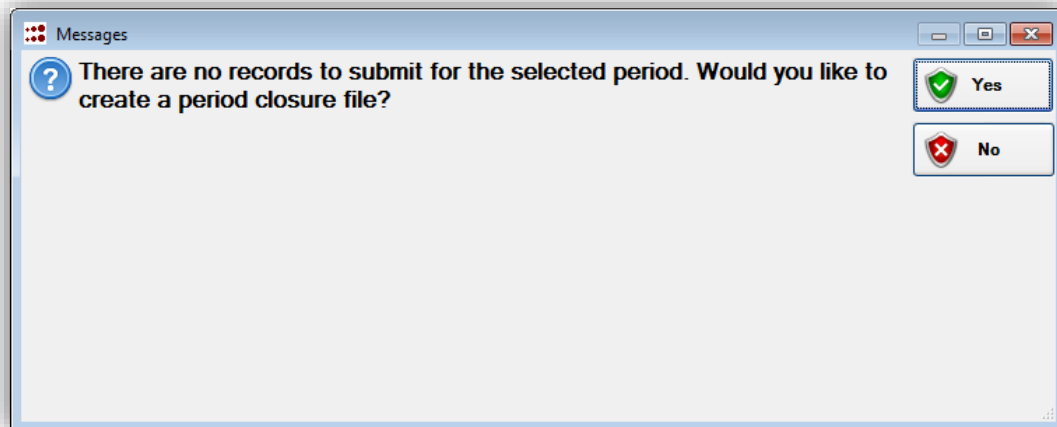 Messages
There are no records to submit for the selected period. Would you like to
create a period closure file?
Yes
No